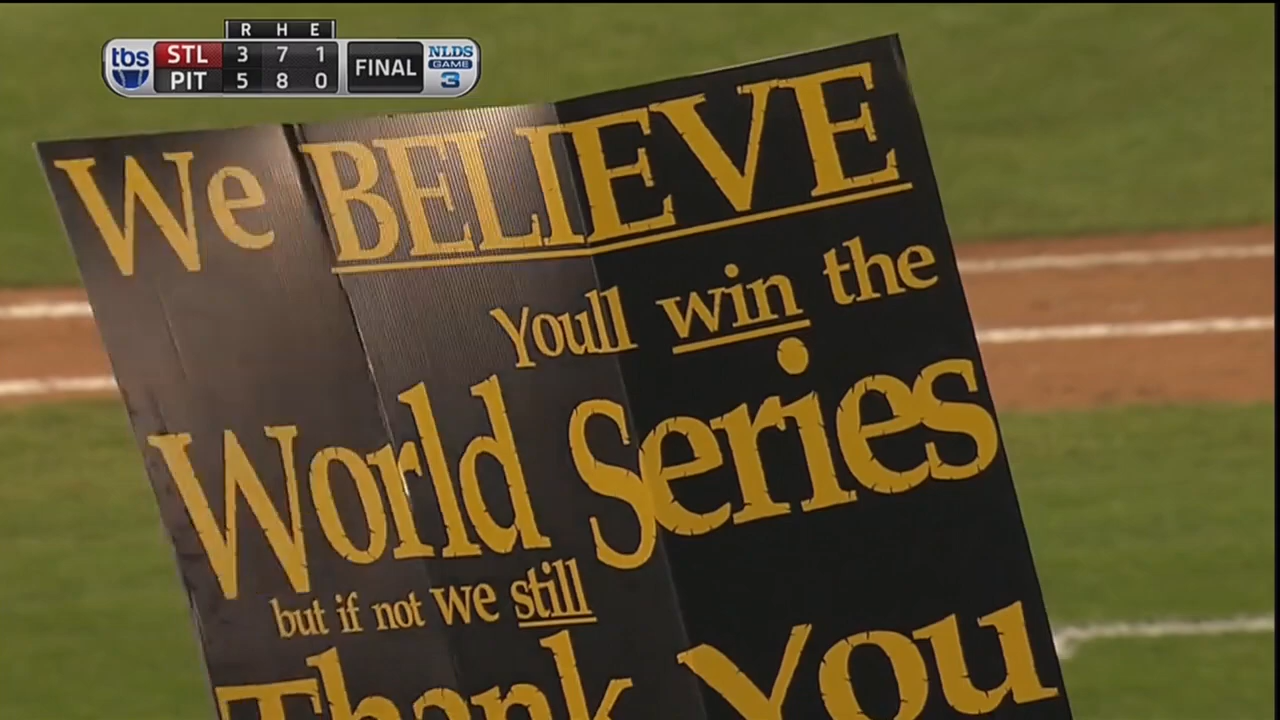 R H E
tbs STL 3 7 1 FINAL NLDS GAME 3
PIT 5 8 0
We BELIEVE
Youll win the
World Series
but if not we still
Thank You